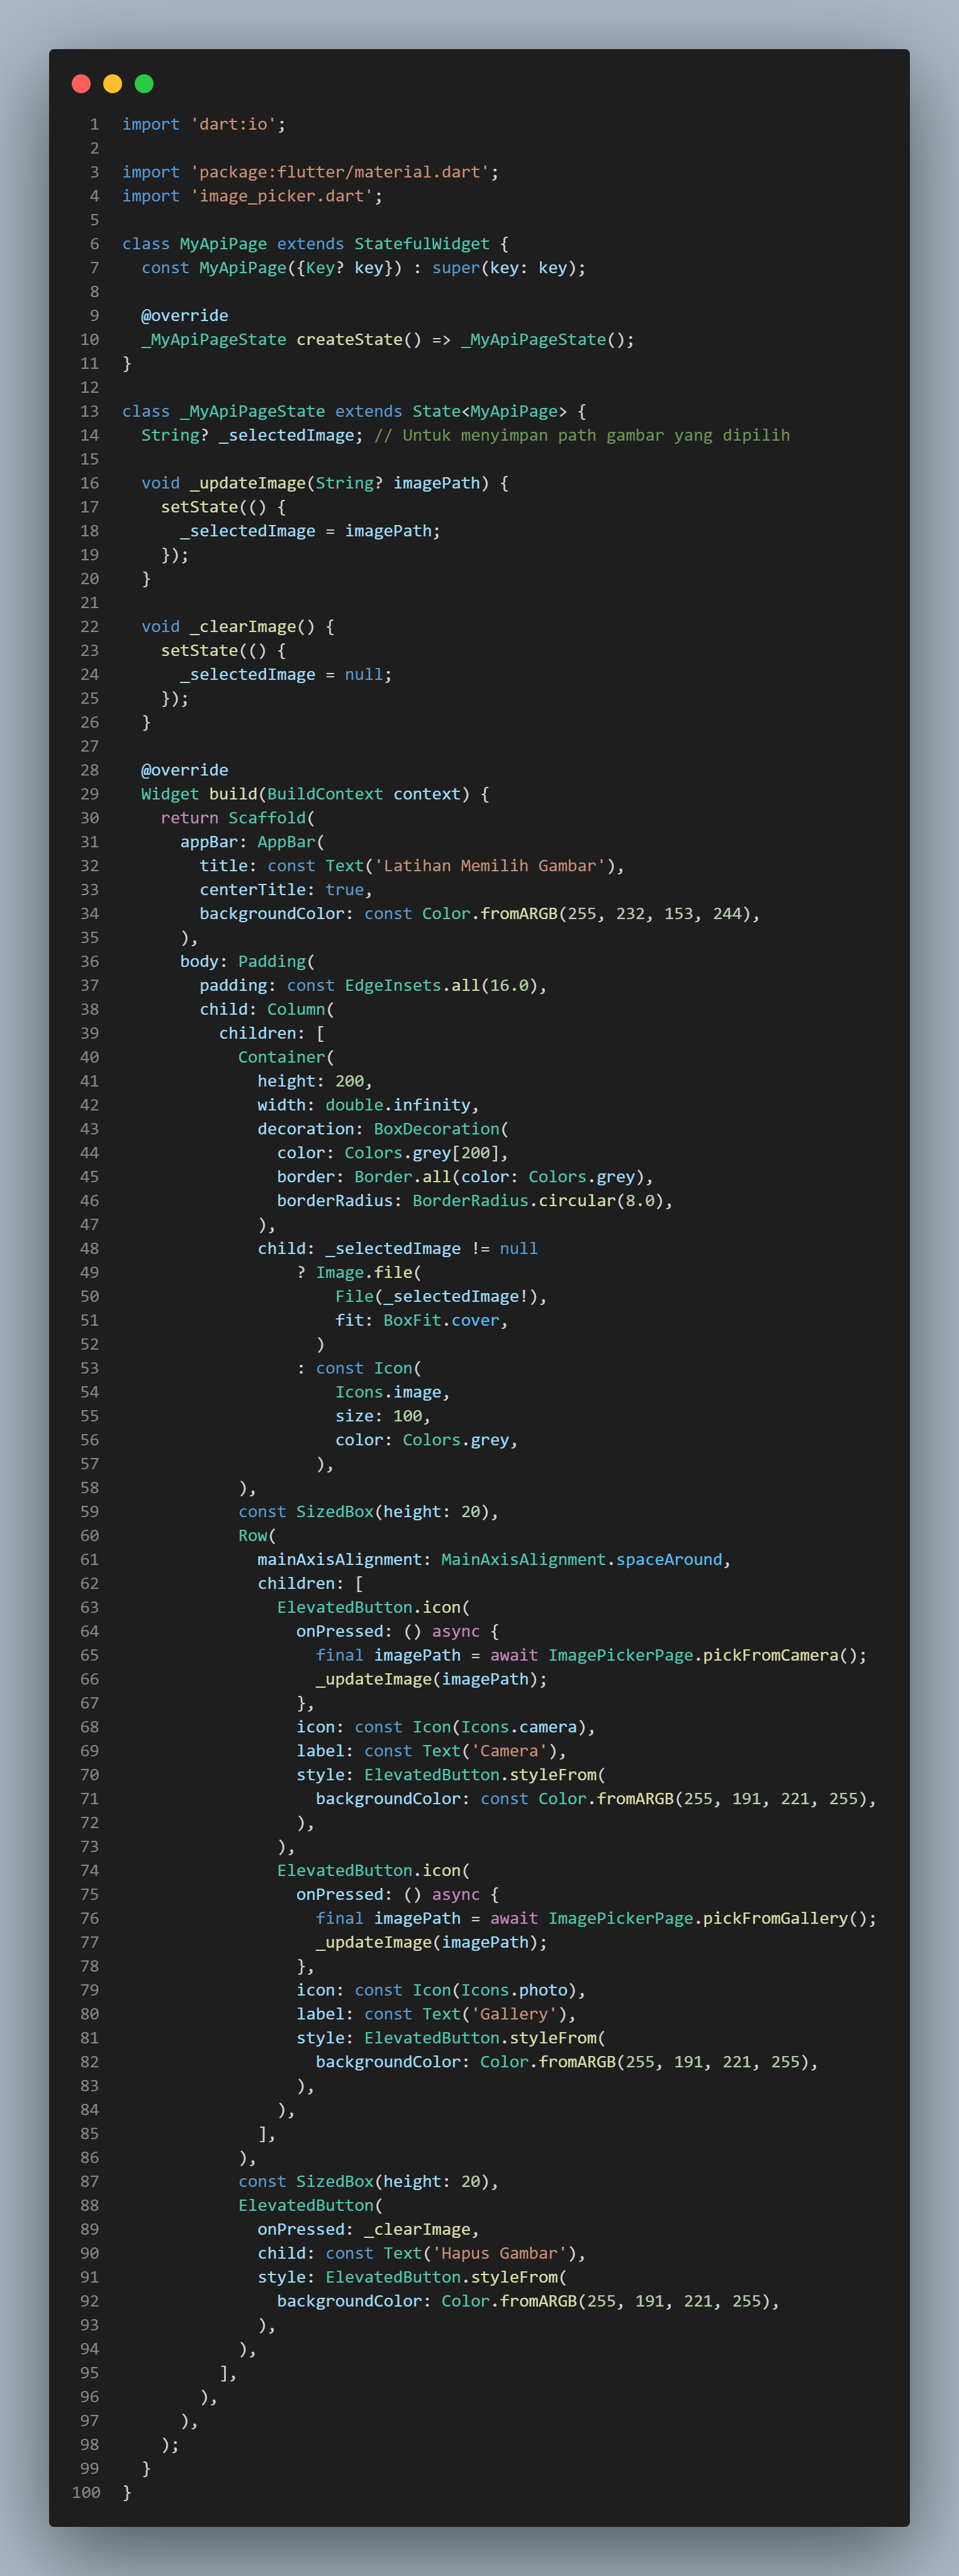 1 import 'dart:io';
2
3 import 'package:flutter/material.dart';
4 import 'image_picker.dart';
5
6 class MyApiPage extends StatefulWidget {
7   const MyApiPage({Key? key}) : super(key: key);
8
9   @override
10   _MyApiPageState createState() => _MyApiPageState();
11 }
12
13 class _MyApiPageState extends State<MyApiPage> {
14   String? _selectedImage; // Untuk menyimpan path gambar yang dipilih
15
16   void _updateImage(String? imagePath) {
17     setState(() {
18       _selectedImage = imagePath;
19     });
20   }
21
22   void _clearImage() {
23     setState(() {
24       _selectedImage = null;
25     });
26   }
27
28   @override
29   Widget build(BuildContext context) {
30     return Scaffold(
31       appBar: AppBar(
32         title: const Text('Latihan Memilih Gambar'),
33         centerTitle: true,
34         backgroundColor: const Color.fromARGB(255, 232, 153, 244),
35       ),
36       body: Padding(
37         padding: const EdgeInsets.all(16.0),
38         child: Column(
39           children: [
40             Container(
41               height: 200,
42               width: double.infinity,
43               decoration: BoxDecoration(
44                 color: Colors.grey[200],
45                 border: Border.all(color: Colors.grey),
46                 borderRadius: BorderRadius.circular(8.0),
47               ),
48               child: _selectedImage != null
49                   ? Image.file(
50                       File(_selectedImage!),
51                       fit: BoxFit.cover,
52                     )
53                   : const Icon(
54                       Icons.image,
55                       size: 100,
56                       color: Colors.grey,
57                     ),
58             ),
59             const SizedBox(height: 20),
60             Row(
61               mainAxisAlignment: MainAxisAlignment.spaceAround,
62               children: [
63                 ElevatedButton.icon(
64                   onPressed: () async {
65                     final imagePath = await ImagePickerPage.pickFromCamera();
66                     _updateImage(imagePath);
67                   },
68                   icon: const Icon(Icons.camera),
69                   label: const Text('Camera'),
70                   style: ElevatedButton.styleFrom(
71                     backgroundColor: const Color.fromARGB(255, 191, 221, 255),
72                   ),
73                 ),
74                 ElevatedButton.icon(
75                   onPressed: () async {
76                     final imagePath = await ImagePickerPage.pickFromGallery();
77                     _updateImage(imagePath);
78                   },
79                   icon: const Icon(Icons.photo),
80                   label: const Text('Gallery'),
81                   style: ElevatedButton.styleFrom(
82                     backgroundColor: Color.fromARGB(255, 191, 221, 255),
83                   ),
84                 ),
85               ],
86             ),
87             const SizedBox(height: 20),
88             ElevatedButton(
89               onPressed: _clearImage,
90               child: const Text('Hapus Gambar'),
91               style: ElevatedButton.styleFrom(
92                 backgroundColor: Color.fromARGB(255, 191, 221, 255),
93               ),
94             ),
95           ],
96         ),
97       ),
98     );
99   }
100 }